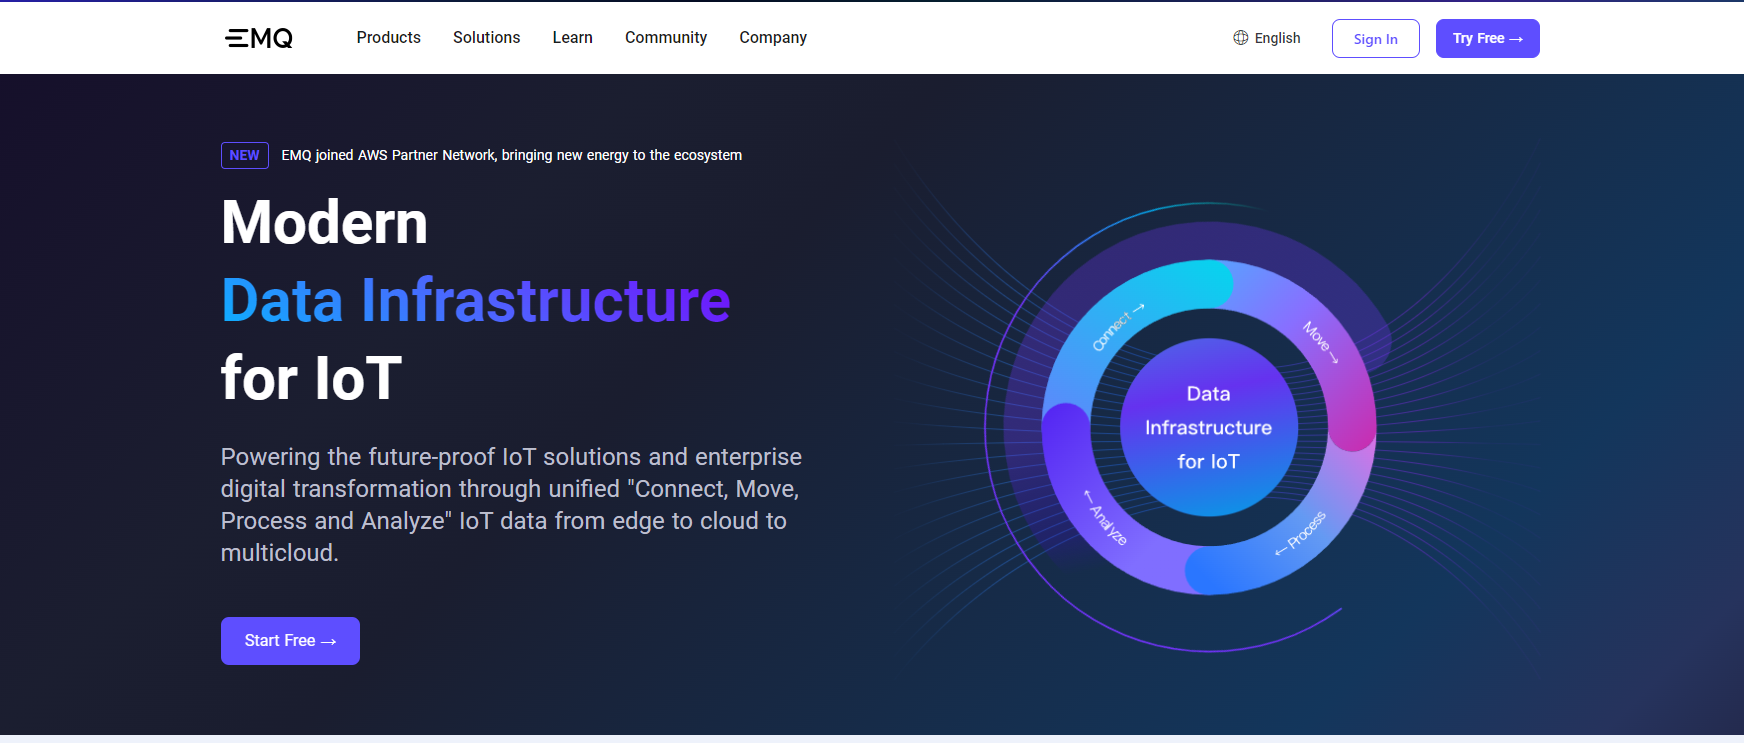 EMQ
Products
Solutions
Learn
Community
Company
English
Sign In
Try Free →
NEW
EMQ joined AWS Partner Network, bringing new energy to the ecosystem
Modern
Data Infrastructure
for IoT
Powering the future-proof IoT solutions and enterprise
digital transformation through unified "Connect, Move,
Process and Analyze" IoT data from edge to cloud to
multicloud.
Start Free →
Connect →
Move →
Data
Infrastructure
for IoT
← Analyze
← Process